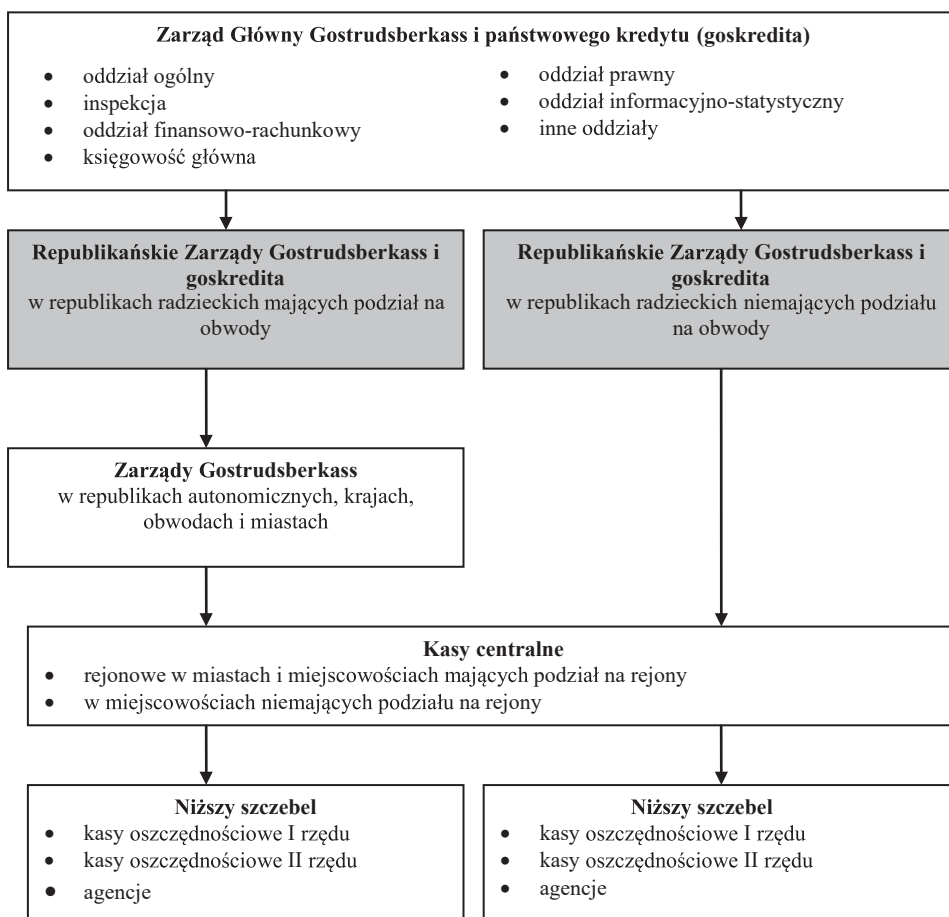 Zarząd Główny Gostrudsberkass i państwowego kredytu (goskredita)
• oddział ogólny
• inspekcja
• oddział finansowo-rachunkowy
• księgowość główna
• oddział prawny
• oddział informacyjno-statystyczny
• inne oddziały
Republikańskie Zarządy Gostrudsberkass i
goskredita
w republikach radzieckich mających podział na
obwody
Republikańskie Zarządy Gostrudsberkass i
goskredita
w republikach radzieckich niemających podziału
na obwody
Zarządy Gostrudsberkass
w republikach autonomicznych, krajach,
obwodach i miastach
Kasy centralne
• rejonowe w miastach i miejscowościach mających podział na rejony
• w miejscowościach niemających podziału na rejony
Niższy szczebel
• kasy oszczędnościowe I rzędu
• kasy oszczędnościowe II rzędu
• agencje
Niższy szczebel
• kasy oszczędnościowe I rzędu
• kasy oszczędnościowe II rzędu
• agencje